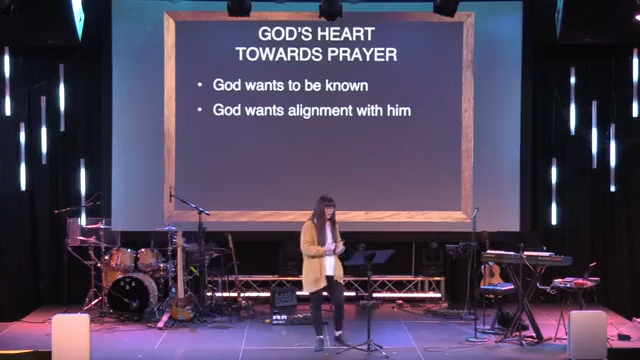 GOD'S HEART
TOWARDS PRAYER
• God wants to be known
• God wants alignment with him